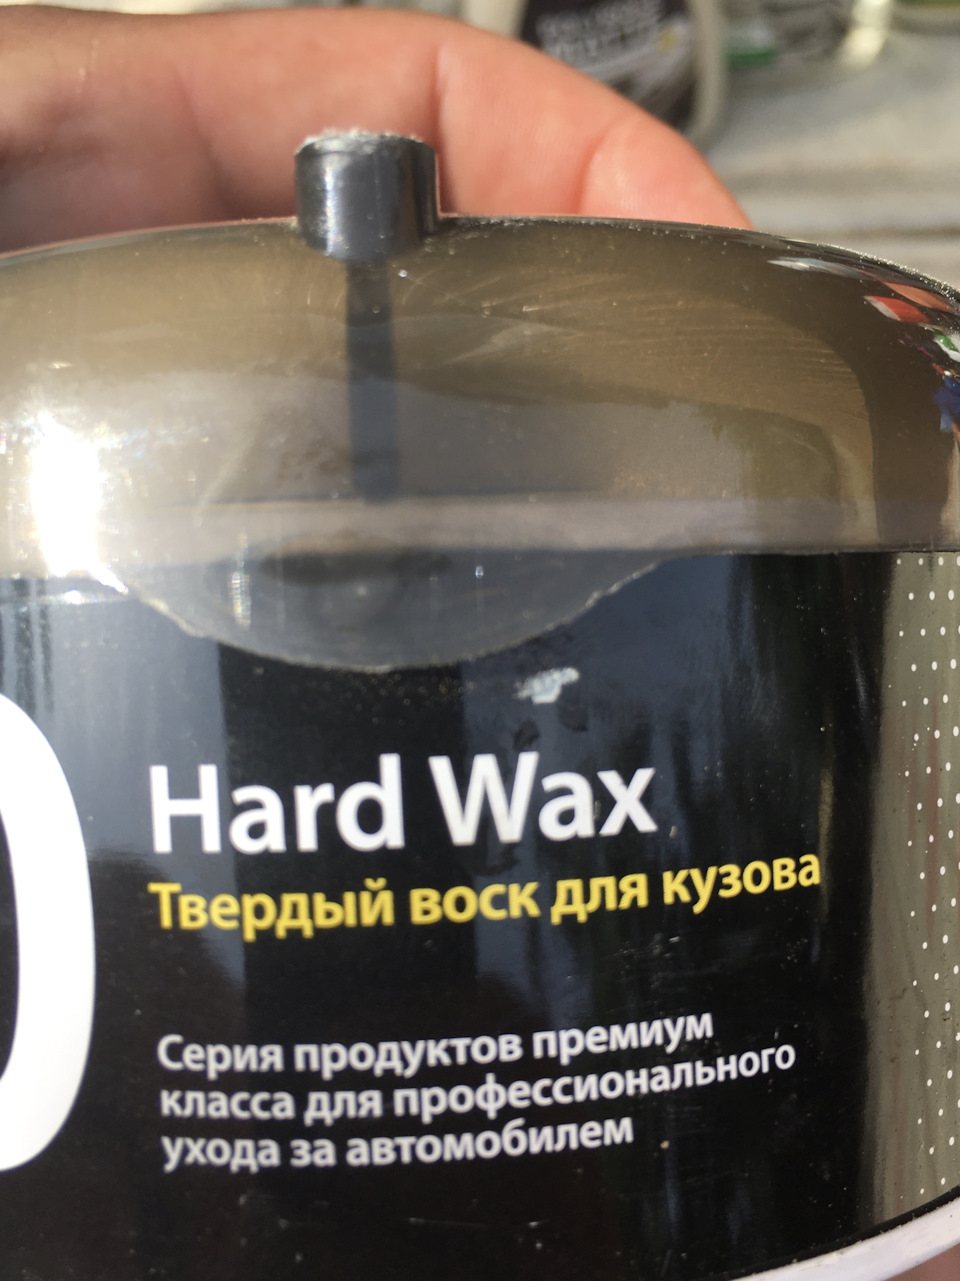 Hard Wax
Твердый воск для кузова
Серия продуктов премиум
класса для профессионального
ухода за автомобилем